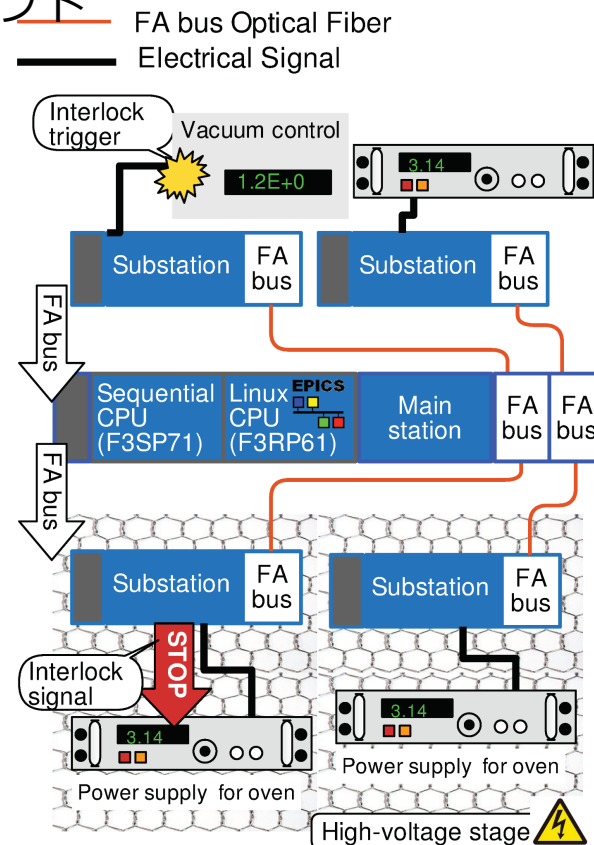 ット
FA bus Optical Fiber
Electrical Signal
Interlock
trigger
Vacuum control
1.2E+0
3.14
Substation
FA
bus
Substation
FA
bus
FA bus
Sequential
CPU
(F3SP71)
Linux
CPU
(F3RP61)
EPICS
Main
station
FA
bus
FA
bus
FA bus
Substation
FA
bus
Substation
FA
bus
STOP
Interlock
signal
3.14
Power supply for oven
3.14
Power supply for oven
High-voltage stage